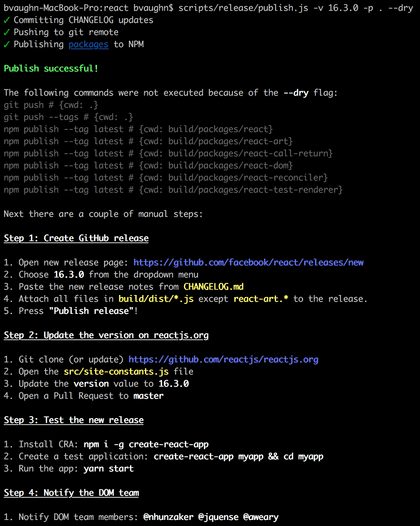 bvaughn-MacBook-Pro:react bvaughn$ scripts/release/publish.js -v 16.3.0 -p . --dry
✓ Committing CHANGELOG updates
✓ Pushing to git remote
✓ Publishing packages to NPM
Publish successful!
The following commands were not executed because of the --dry flag:
git push # {cwd: .}
git push --tags # {cwd: .}
npm publish --tag latest # {cwd: build/packages/react}
npm publish --tag latest # {cwd: build/packages/react-art}
npm publish --tag latest # {cwd: build/packages/react-call-return}
npm publish --tag latest # {cwd: build/packages/react-dom}
npm publish --tag latest # {cwd: build/packages/react-reconciler}
npm publish --tag latest # {cwd: build/packages/react-test-renderer}
Next there are a couple of manual steps:
Step 1: Create GitHub release
1. Open new release page: https://github.com/facebook/react/releases/new
2. Choose 16.3.0 from the dropdown menu
3. Paste the new release notes from CHANGELOG.md
4. Attach all files in build/dist/*.js except react-art.* to the release.
5. Press "Publish release"!
Step 2: Update the version on reactjs.org
1. Git clone (or update) https://github.com/reactjs/reactjs.org
2. Open the src/site-constants.js file
3. Update the version value to 16.3.0
4. Open a Pull Request to master
Step 3: Test the new release
1. Install CRA: npm i -g create-react-app
2. Create a test application: create-react-app myapp && cd myapp
3. Run the app: yarn start
Step 4: Notify the DOM team
1. Notify DOM team members: @nhunzaker @jquense @aweary